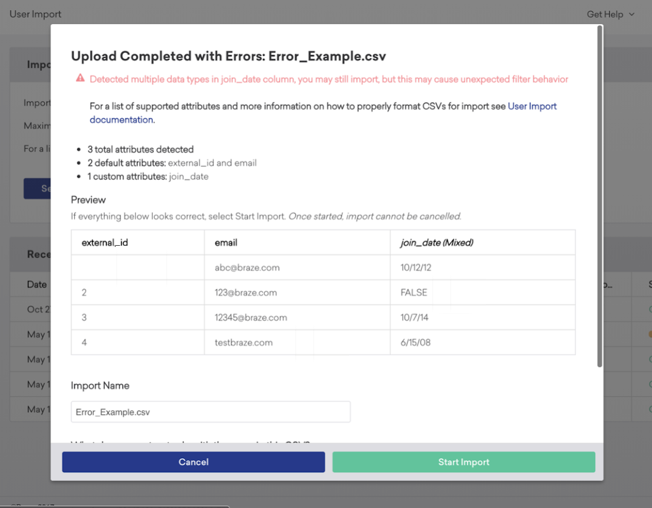 User Import
Get Help
Upload Completed with Errors: Error_Example.csv
Detected multiple data types in join_date column, you may still import, but this may cause unexpected filter behavior
For a list of supported attributes and more information on how to properly format CSVs for import see User Import
documentation.
3 total attributes detected
2 default attributes: external_id and email
1 custom attributes: join_date
Preview
If everything below looks correct, select Start Import. Once started, import cannot be cancelled.
external_id email join_date (Mixed)
abc@braze.com 10/12/12
2 123@braze.com FALSE
3 12345@braze.com 10/7/14
4 testbraze.com 6/15/08
Import Name
Error_Example.csv
Cancel Start Import
Impo
Import
Maxim
For a li
Se
Rece
Date
Oct 2
May 1
May 1
May 1
May 1